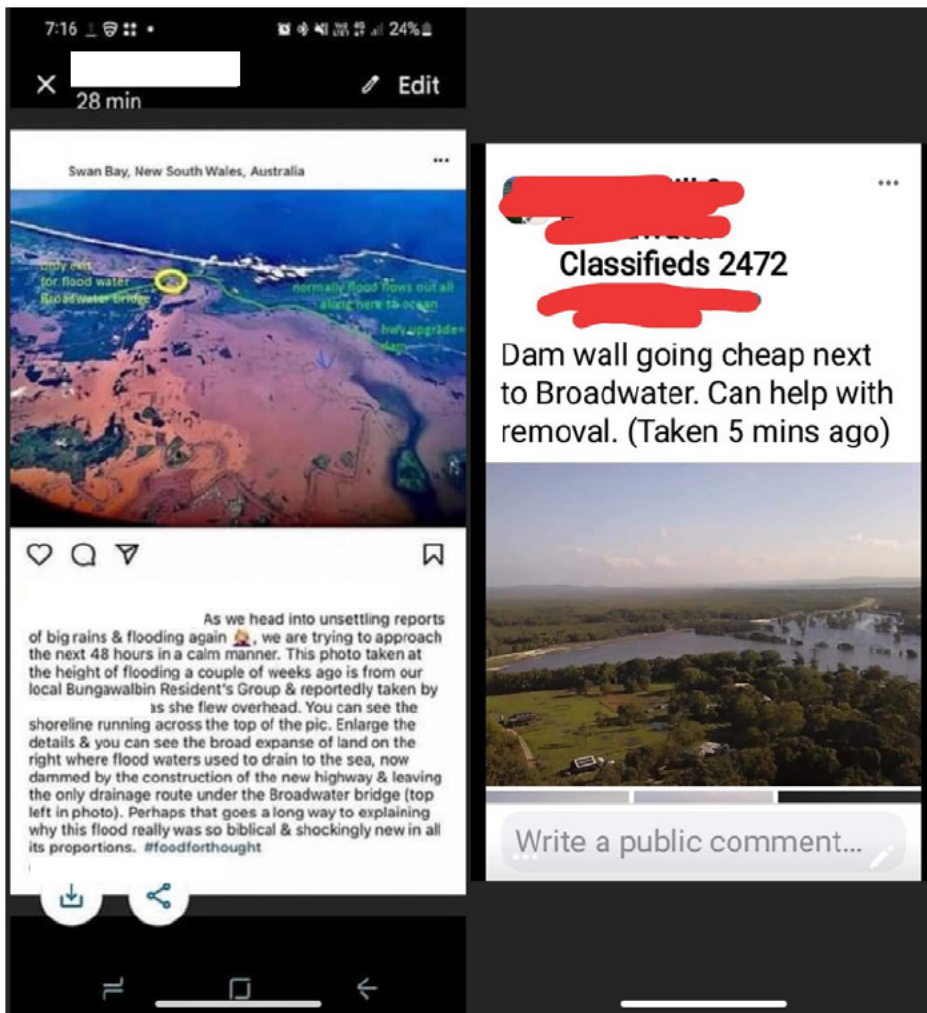 7:16
24%
28 min
Edit
Swan Bay, New South Wales, Australia
only exit
for flood water
Broadwater bridge
normally flood flows out all
along here to ocean
hwy upgrade=
dam
As we head into unsettling reports
of big rains & flooding again 🤦🏼‍♀️, we are trying to approach
the next 48 hours in a calm manner. This photo taken at
the height of flooding a couple of weeks ago is from our
local Bungawalbin Resident's Group & reportedly taken by
as she flew overhead. You can see the
shoreline running across the top of the pic. Enlarge the
details & you can see the broad expanse of land on the
right where flood waters used to drain to the sea, now
dammed by the construction of the new highway & leaving
the only drainage route under the Broadwater bridge (top
left in photo). Perhaps that goes a long way to explaining
why this flood really was so biblical & shockingly new in all
its proportions. #foodforthought
Classifieds 2472
Dam wall going cheap next
to Broadwater. Can help with
removal. (Taken 5 mins ago)
Write a public comment...